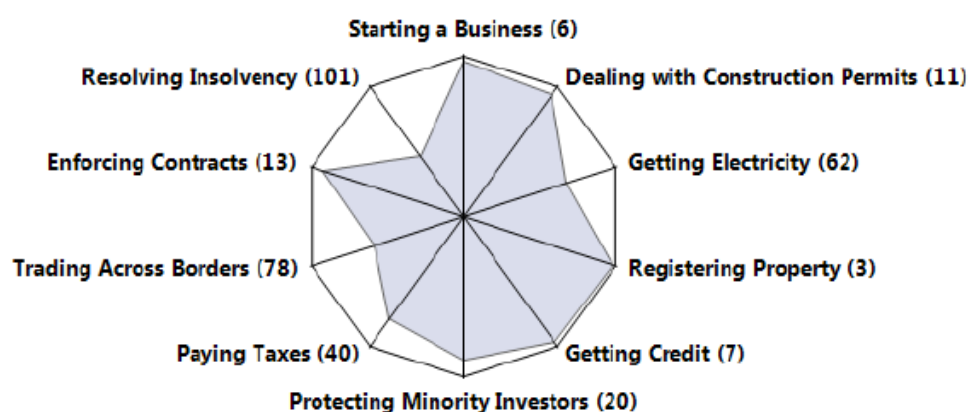 Starting a Business (6)
Resolving Insolvency (101)
Dealing with Construction Permits (11)
Enforcing Contracts (13)
Getting Electricity (62)
Trading Across Borders (78)
Registering Property (3)
Paying Taxes (40)
Getting Credit (7)
Protecting Minority Investors (20)